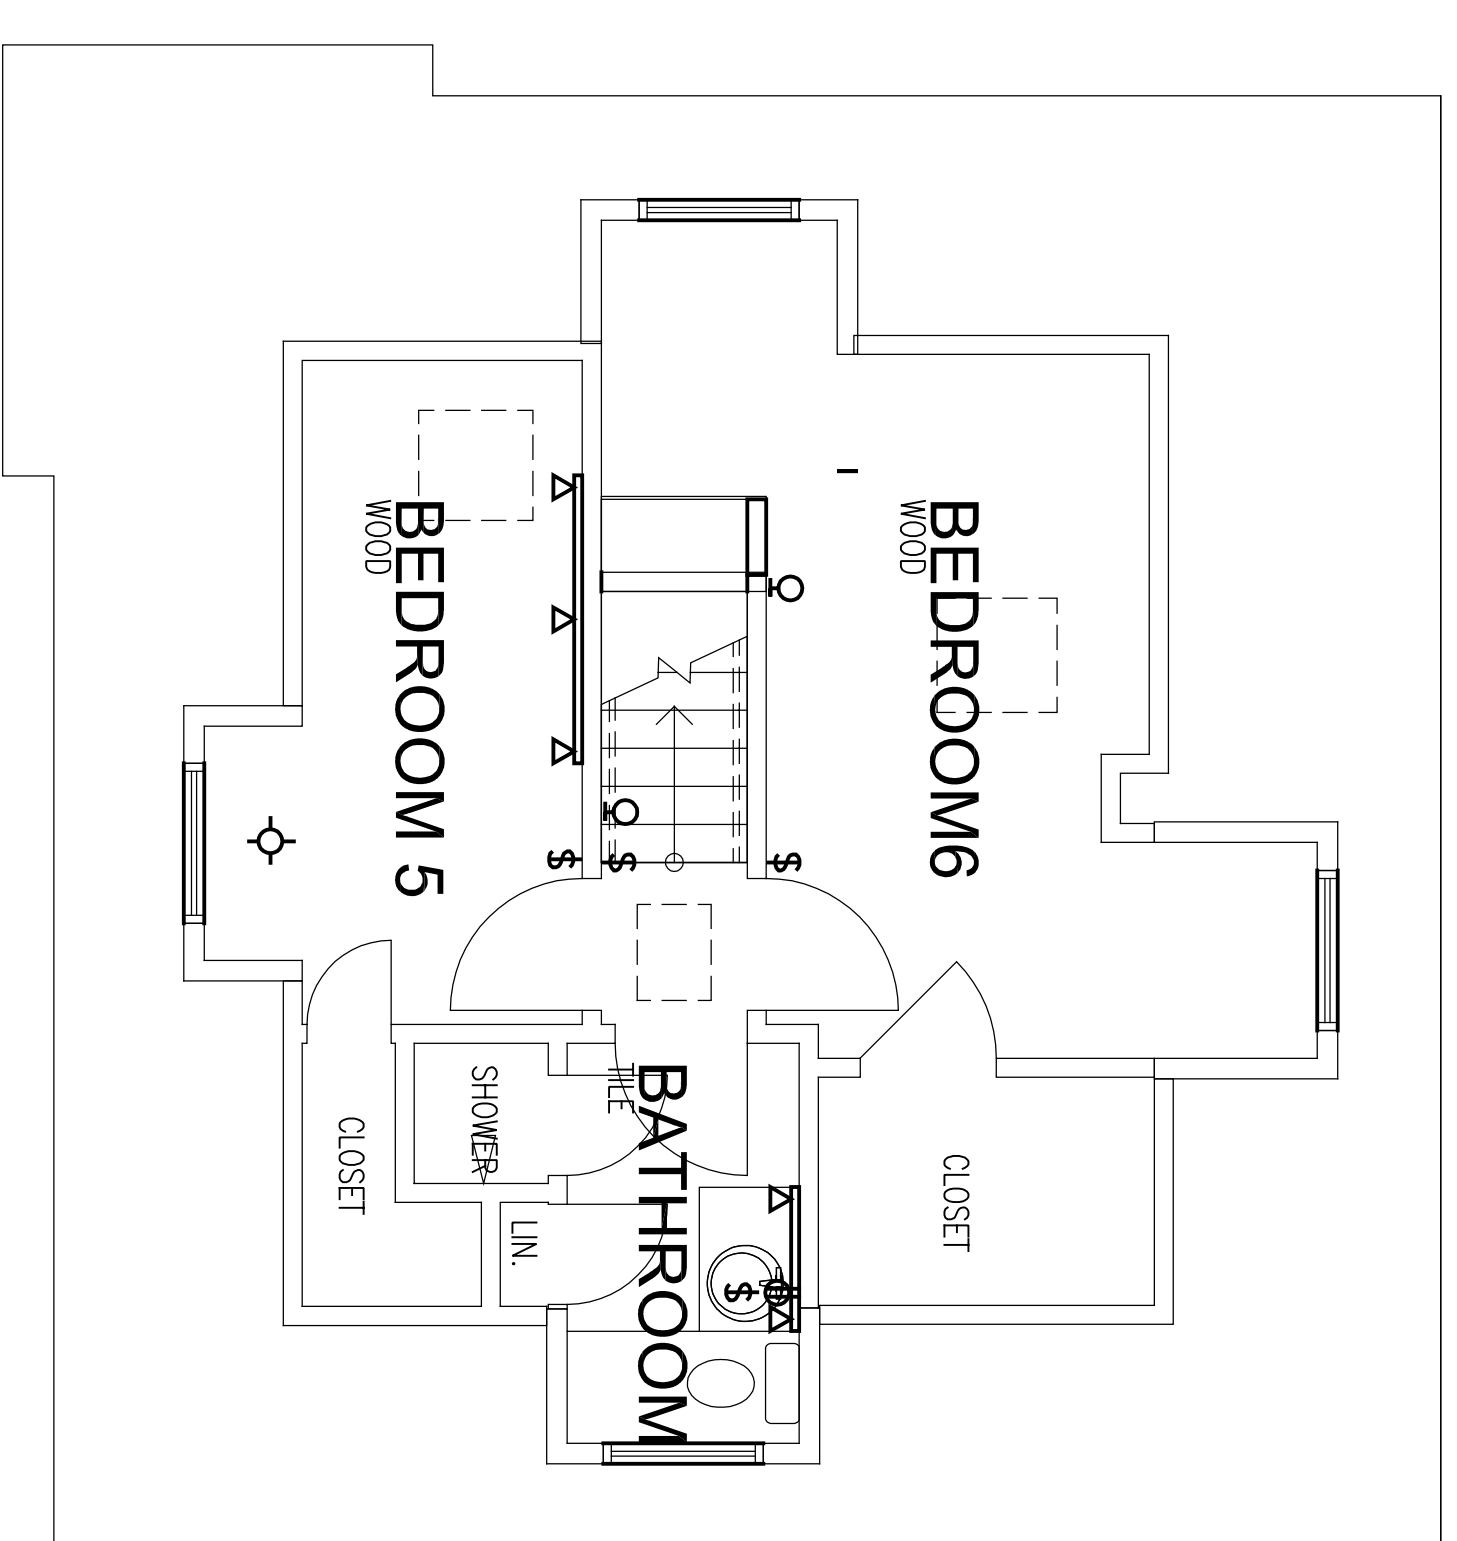 BEDROOM 5
WOOD
BEDROOM6
WOOD
BATHROOM
TILE
SHOWER
CLOSET
LIN.
CLOSET
$
$
$
$